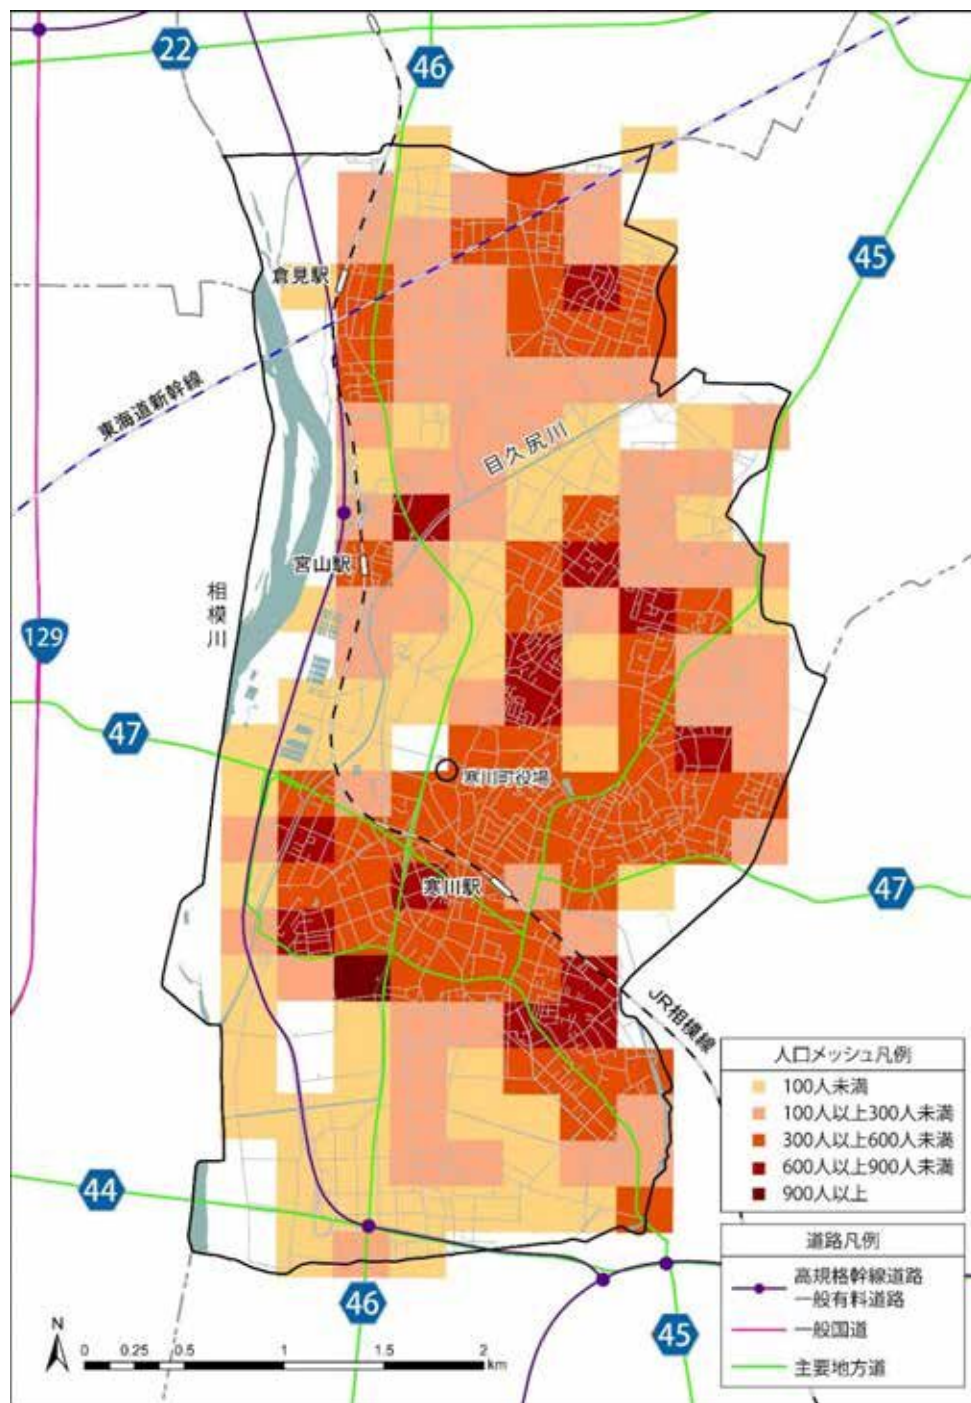 22
46
45
倉見駅
東海道新幹線
目久尻川
宮山駅
相模川
129
47
寒川町役場
寒川駅
47
JR相模線
人口メッシュ凡例
100人未満
100人以上300人未満
300人以上600人未満
600人以上900人未満
900人以上
44
道路凡例
高規格幹線道路
一般有料道路
一般国道
主要地方道
46
45
N
0 0.25 0.5 1 1.5 2
km